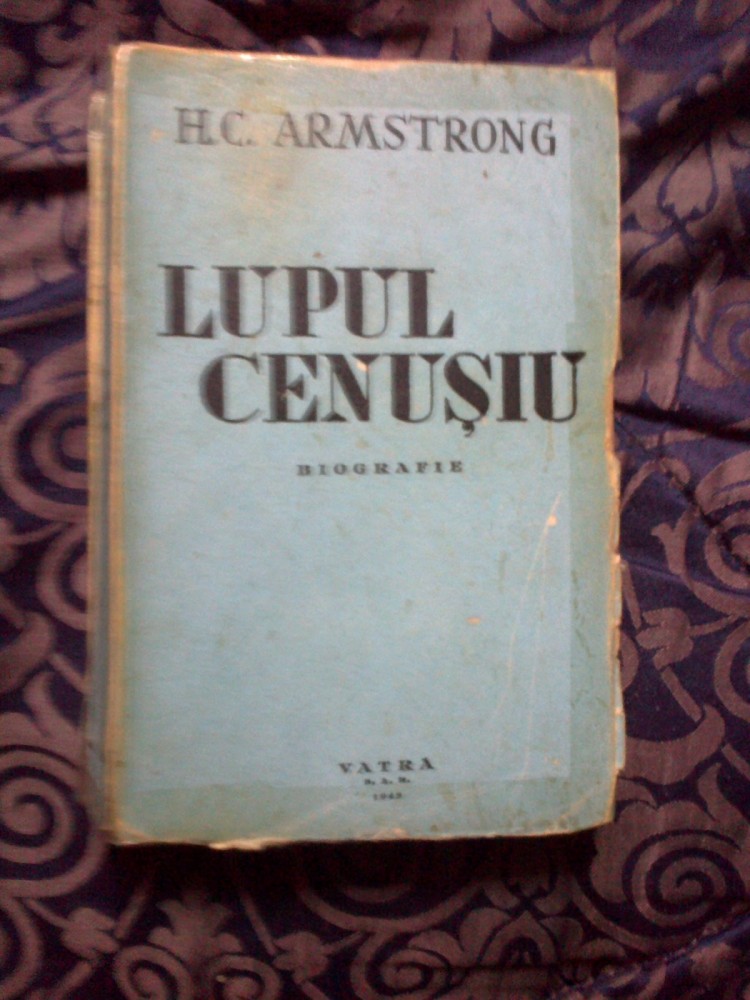 H.C. ARMSTRONG
LUPUL
CENUȘIU
BIOGRAFIE
VATRA